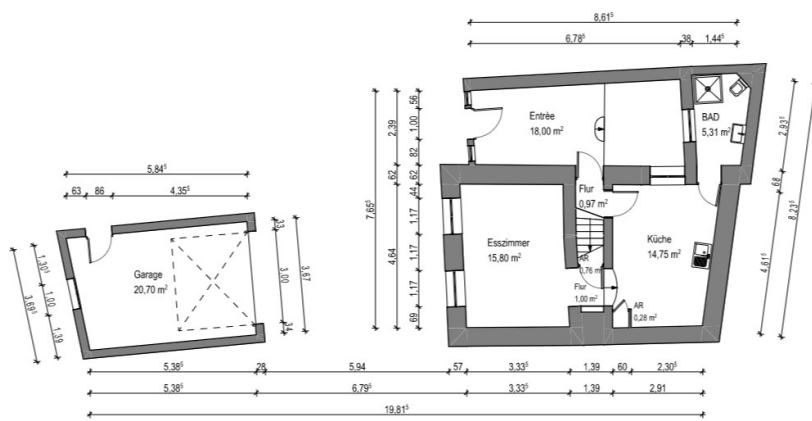 8,61⁵
6,78⁵ 38 1,44⁵
56
1,00
82
2,39
62
62
44
1,17
1,17
1,17
69
4,64
7,65⁵
Entrèe
18,00 m²
BAD
5,31 m²
2,93⁵
68
4,61⁵
8,23⁵
Flur
0,97 m²
Esszimmer
15,80 m²
Küche
14,75 m²
AR
0,76 m²
Flur
1,00 m²
AR
0,28 m²
5,84⁵
63 86 4,35⁵
Garage
20,70 m²
33
3,00
34
3,67
1,30⁵
1,00
1,39
3,69⁵
5,38⁵ 28 5,94 57 3,33⁵ 1,39 60 2,30⁵
5,38⁵ 6,79⁵ 3,33⁵ 1,39 2,91
19,81⁵